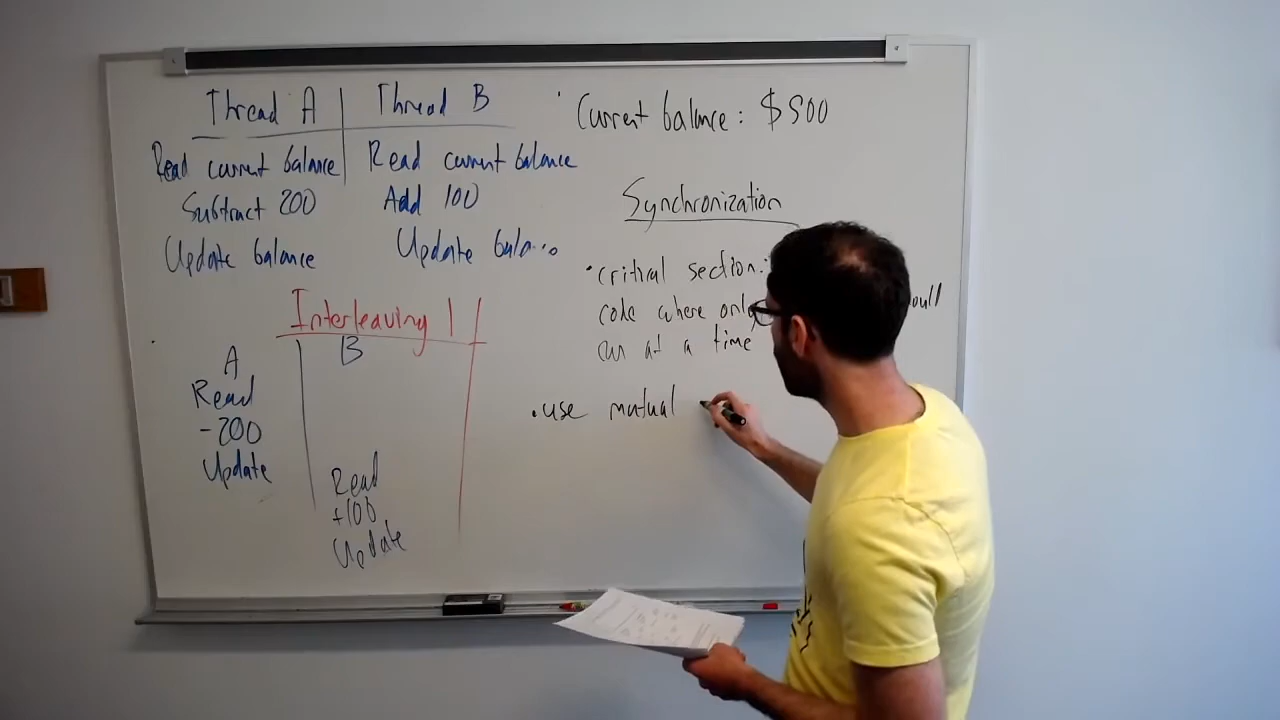 Thread A
Thread B
Current balance: $500
Read current balance
Read current balance
Subtract 200
Add 100
Update balance
Update balance
Synchronization
• critical section:
code where only
can at a time
• use mutual
Interleaving 1
A
B
Read
-200
Update
Read
+100
Update